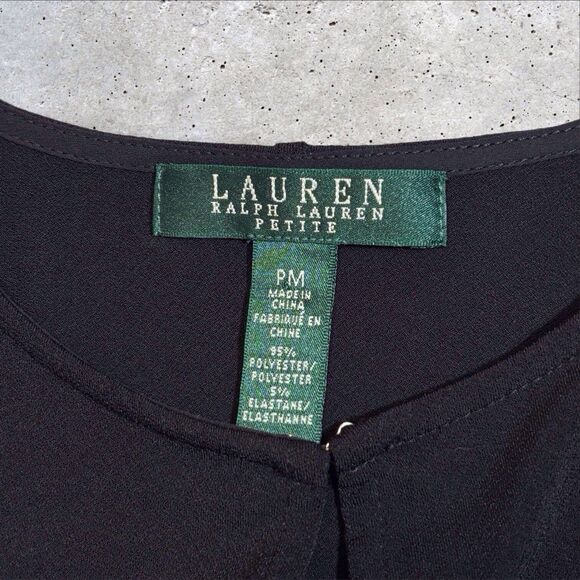 LAUREN
RALPH LAUREN
PETITE
PM
MADE IN
CHINA
FABRIQUÉ EN
CHINE
95%
POLYESTER/
POLYESTER
5%
ELASTANE/
ELASTHANNE